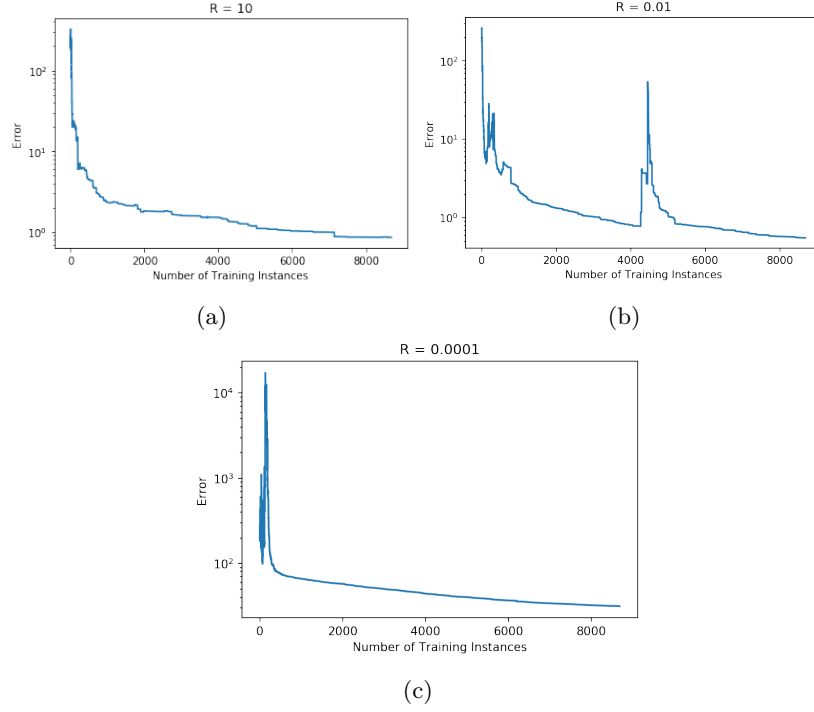 R = 10
Error
10²
10¹
10⁰
0 2000 4000 6000 8000
Number of Training Instances
(a)
R = 0.01
Error
10²
10¹
10⁰
0 2000 4000 6000 8000
Number of Training Instances
(b)
R = 0.0001
Error
10⁴
10³
10²
0 2000 4000 6000 8000
Number of Training Instances
(c)